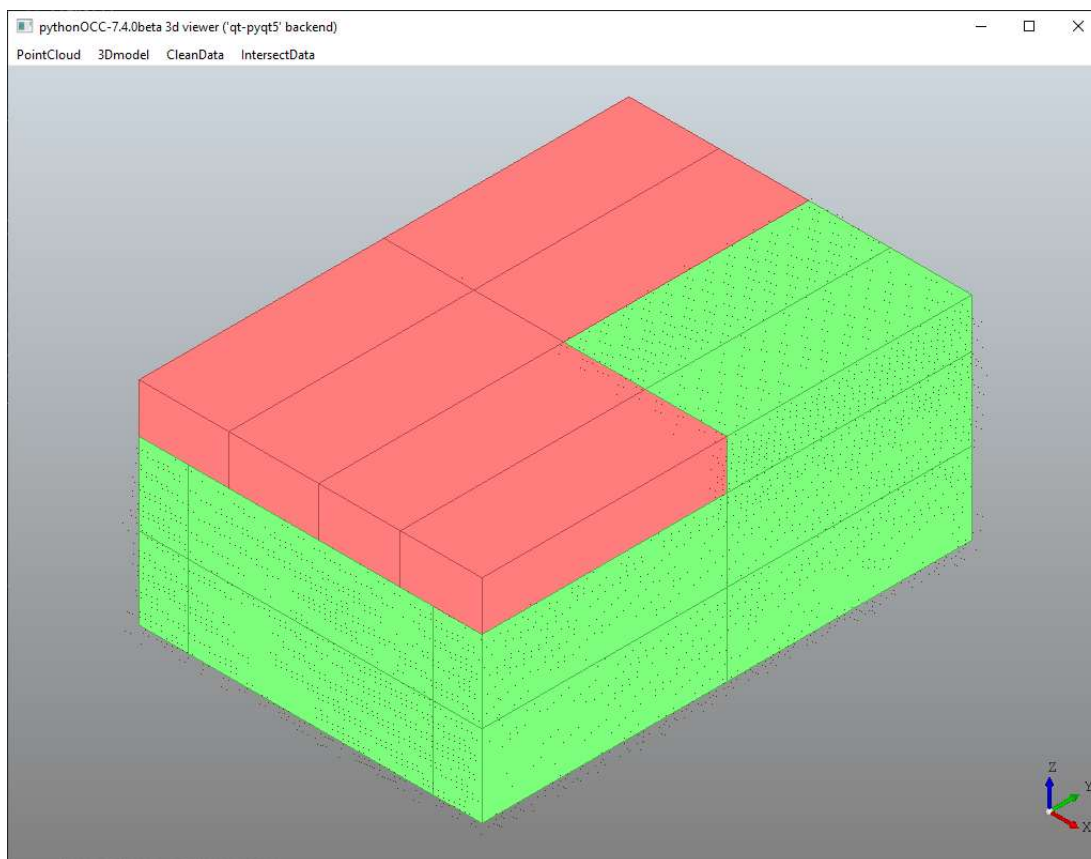 pythonOCC-7.4.0beta 3d viewer ('qt-pyqt5' backend)
PointCloud 3Dmodel CleanData IntersectData
Z
Y
X